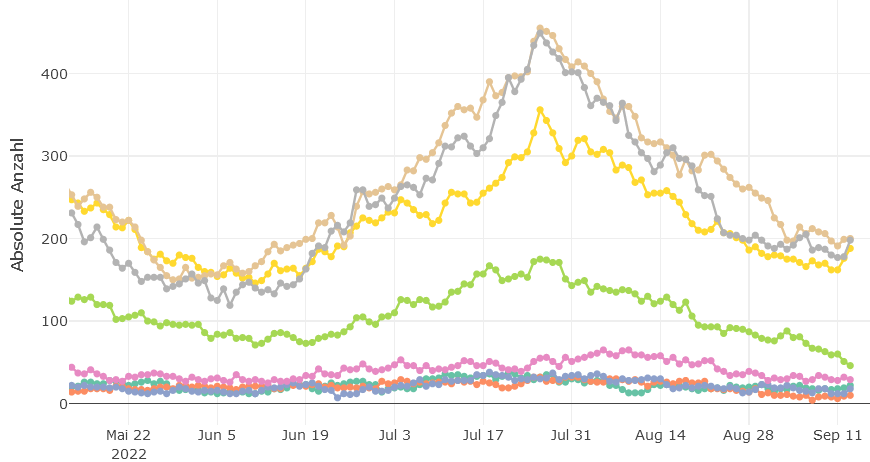 Absolute Anzahl
400
300
200
100
0
Mai 22
2022
Jun 5
Jun 19
Jul 3
Jul 17
Jul 31
Aug 14
Aug 28
Sep 11